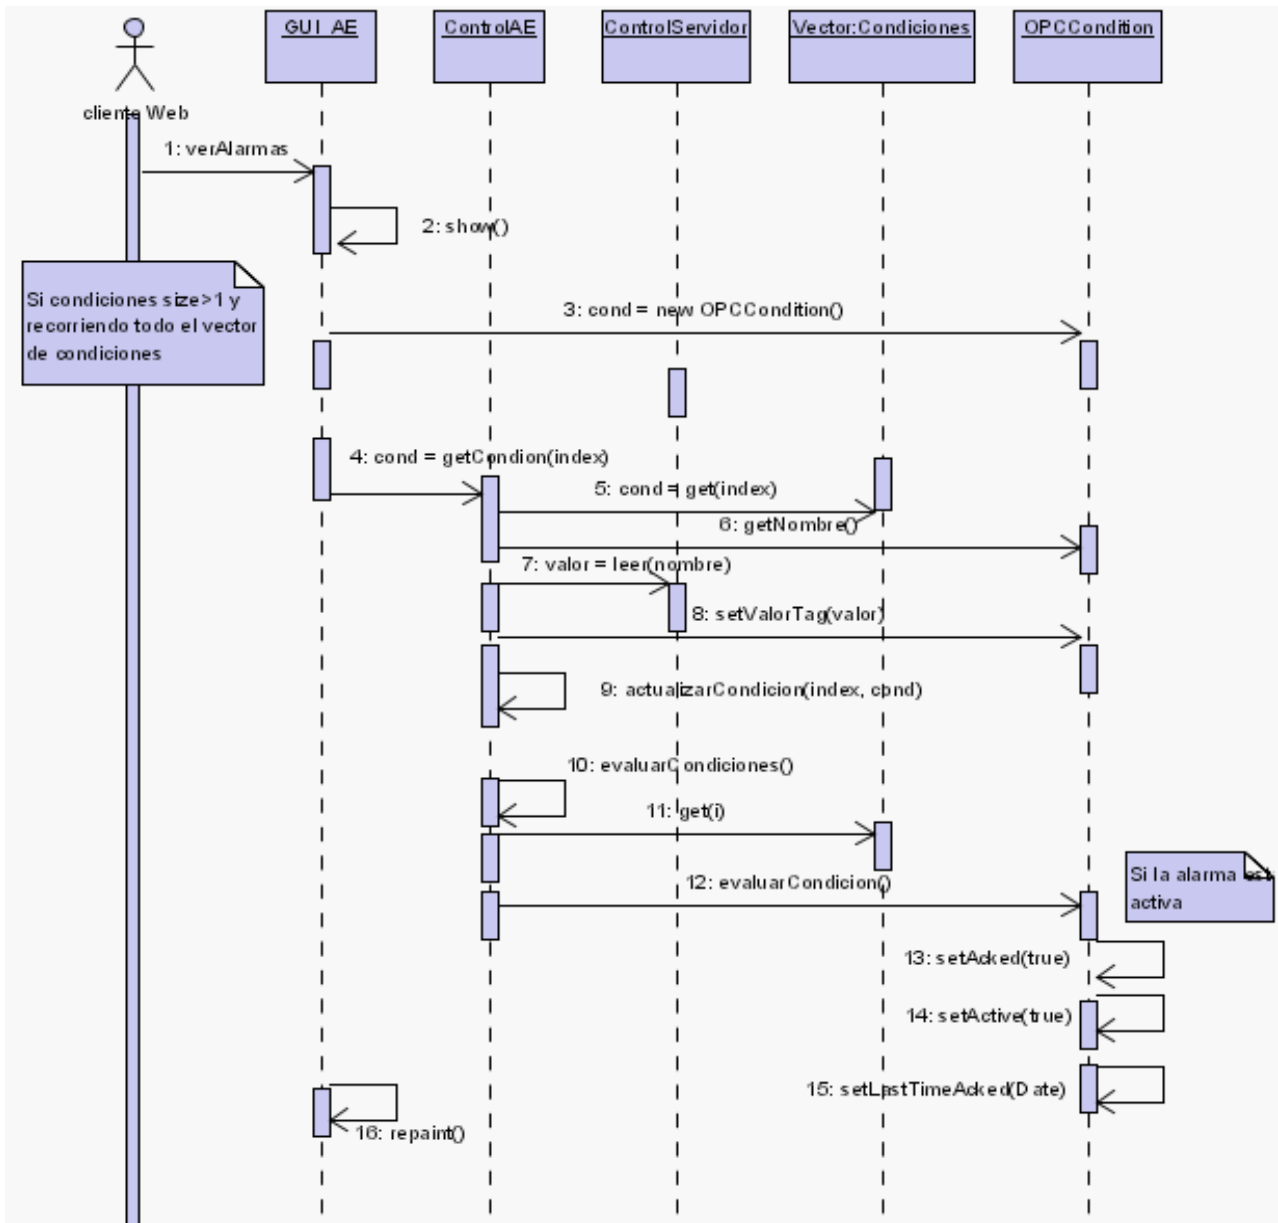 GUI_AE
ControlAE
ControlServidor
Vector:Condiciones
OPCCondition
cliente Web
1: verAlarmas
2: show()
Si condiciones size>1 y
recorriendo todo el vector
de condiciones
3: cond = new OPCCondition()
4: cond = getCondion(index)
5: cond = get(index)
6: getNombre()
7: valor = leer(nombre)
8: setValorTag(valor)
9: actualizarCondicion(index, cond)
10: evaluarCondiciones()
11: get(i)
12: evaluarCondicion()
Si la alarma est
activa
13: setAcked(true)
14: setActive(true)
15: setLastTimeAcked(Date)
16: repaint()